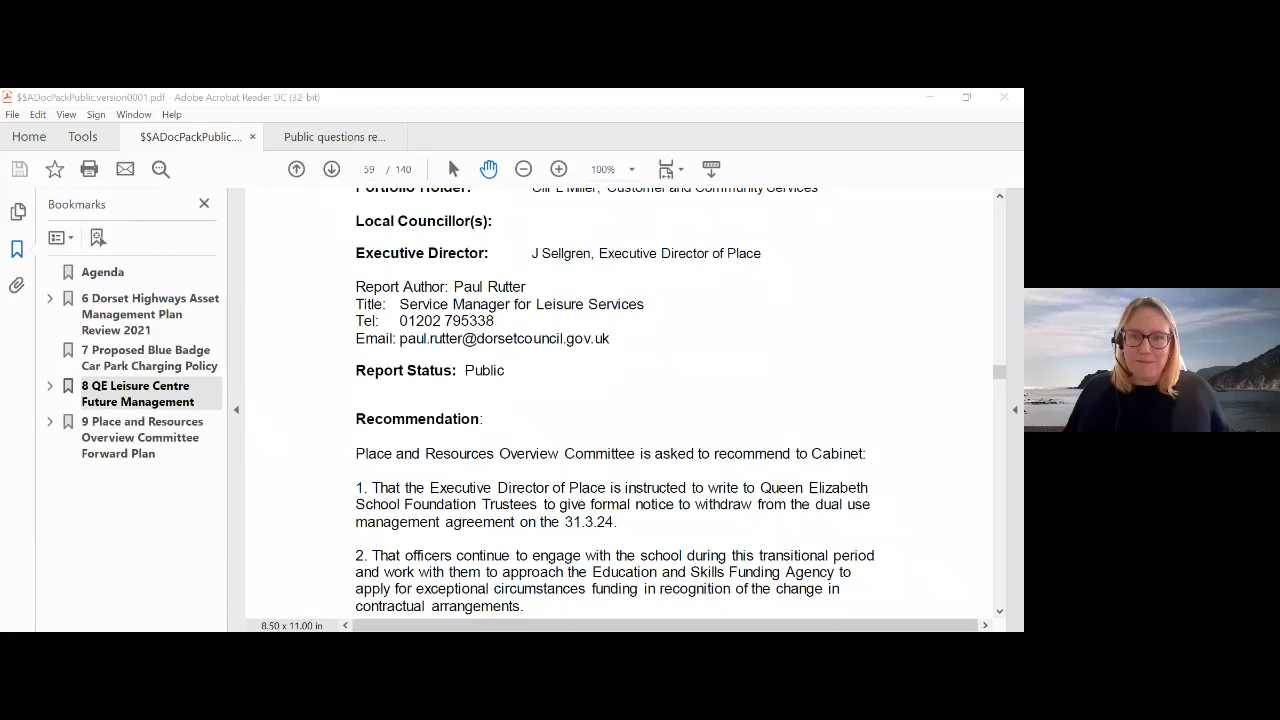 $$ADocPackPublic.version0001.pdf - Adobe Acrobat Reader DC (32-bit)
File Edit View Sign Window Help
Home Tools $$ADocPackPublic.... × Public questions re...
59 / 140 100%
Bookmarks
Agenda
6 Dorset Highways Asset
Management Plan
Review 2021
7 Proposed Blue Badge
Car Park Charging Policy
8 QE Leisure Centre
Future Management
9 Place and Resources
Overview Committee
Forward Plan
Portfolio Holder: Cllr L Miller, Customer and Community Services
Local Councillor(s):
Executive Director: J Sellgren, Executive Director of Place
Report Author: Paul Rutter
Title: Service Manager for Leisure Services
Tel: 01202 795338
Email: paul.rutter@dorsetcouncil.gov.uk
Report Status: Public
Recommendation:
Place and Resources Overview Committee is asked to recommend to Cabinet:
1. That the Executive Director of Place is instructed to write to Queen Elizabeth
School Foundation Trustees to give formal notice to withdraw from the dual use
management agreement on the 31.3.24.
2. That officers continue to engage with the school during this transitional period
and work with them to approach the Education and Skills Funding Agency to
apply for exceptional circumstances funding in recognition of the change in
contractual arrangements.
8.50 x 11.00 in